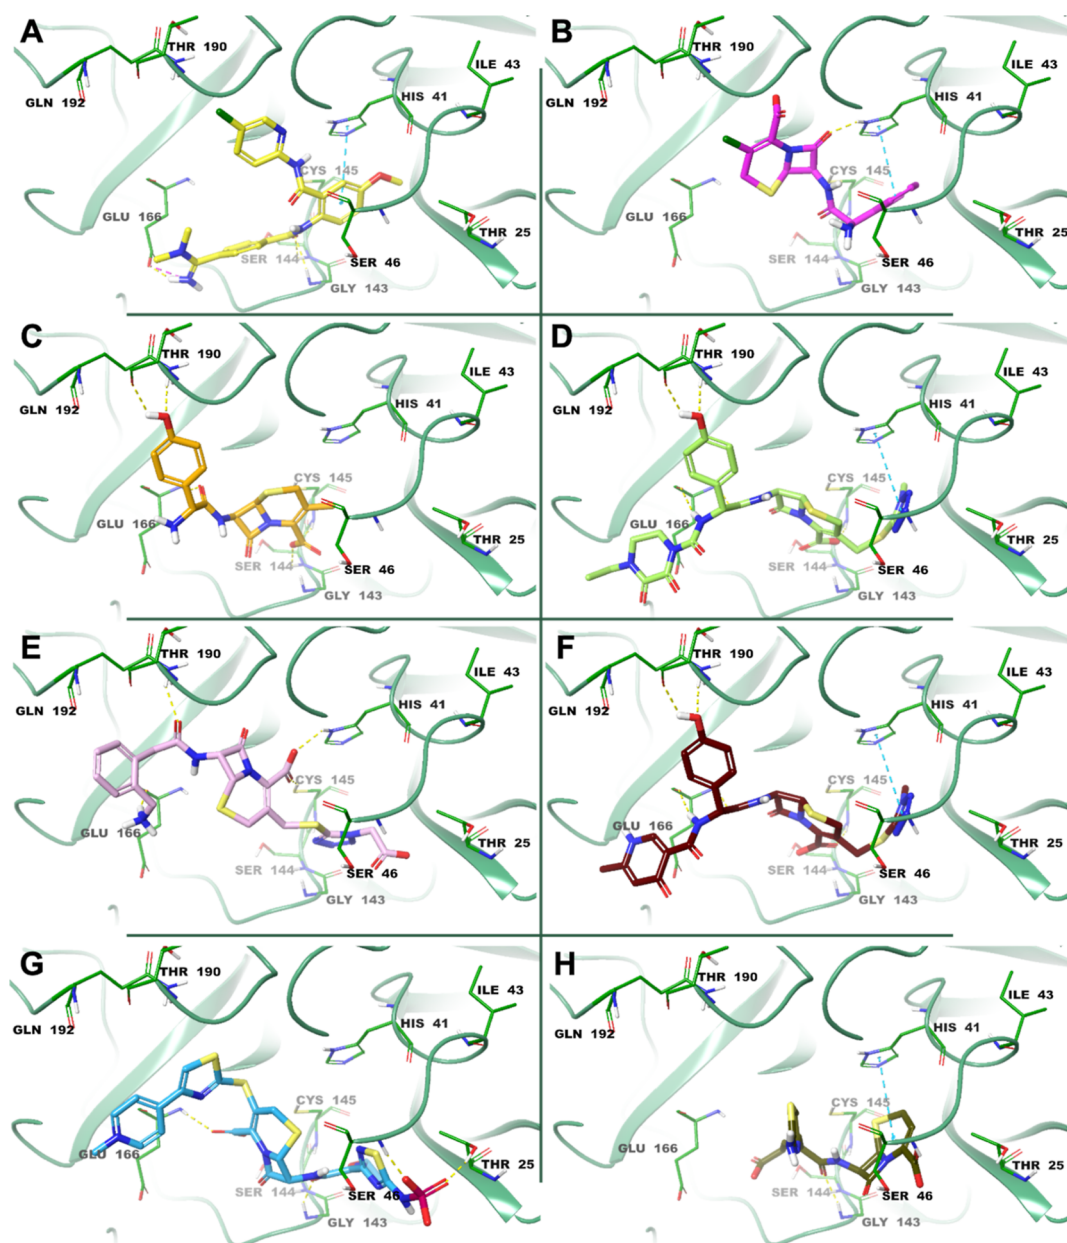 A
THR 190
GLN 192
ILE 43
HIS 41
CYS 145
GLU 166
THR 25
SER 144
SER 46
GLY 143
B
THR 190
GLN 192
ILE 43
HIS 41
CYS 145
GLU 166
THR 25
SER 144
SER 46
GLY 143
C
THR 190
GLN 192
ILE 43
HIS 41
CYS 145
GLU 166
THR 25
SER 144
SER 46
GLY 143
D
THR 190
GLN 192
ILE 43
HIS 41
CYS 145
GLU 166
THR 25
SER 144
SER 46
GLY 143
E
THR 190
GLN 192
ILE 43
HIS 41
CYS 145
GLU 166
THR 25
SER 144
SER 46
GLY 143
F
THR 190
GLN 192
ILE 43
HIS 41
CYS 145
GLU 166
THR 25
SER 144
SER 46
GLY 143
G
THR 190
GLN 192
ILE 43
HIS 41
CYS 145
GLU 166
THR 25
SER 144
SER 46
GLY 143
H
THR 190
GLN 192
ILE 43
HIS 41
CYS 145
GLU 166
THR 25
SER 144
SER 46
GLY 143